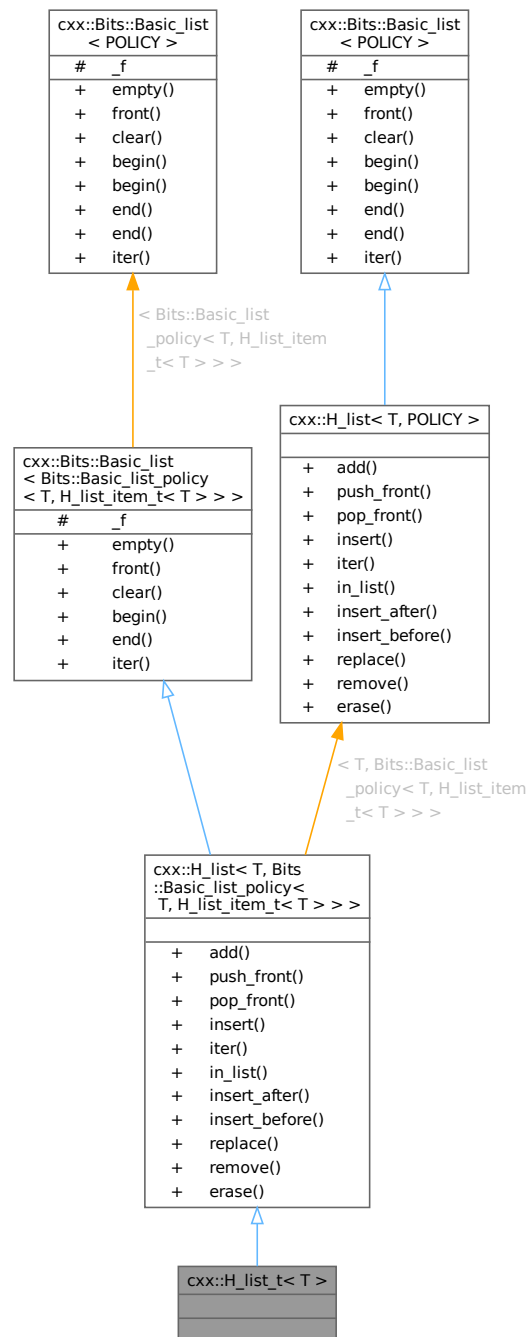 cxx::Bits::Basic_list
< POLICY >
# _f
+ empty()
+ front()
+ clear()
+ begin()
+ begin()
+ end()
+ end()
+ iter()
cxx::Bits::Basic_list
< POLICY >
# _f
+ empty()
+ front()
+ clear()
+ begin()
+ begin()
+ end()
+ end()
+ iter()
< Bits::Basic_list
_policy< T, H_list_item
_t< T > > >
cxx::Bits::Basic_list
< Bits::Basic_list_policy
< T, H_list_item_t< T > > >
# _f
+ empty()
+ front()
+ clear()
+ begin()
+ end()
+ iter()
cxx::H_list< T, POLICY >
+ add()
+ push_front()
+ pop_front()
+ insert()
+ iter()
+ in_list()
+ insert_after()
+ insert_before()
+ replace()
+ remove()
+ erase()
< T, Bits::Basic_list
_policy< T, H_list_item
_t< T > > >
cxx::H_list< T, Bits
::Basic_list_policy<
T, H_list_item_t< T > > >
+ add()
+ push_front()
+ pop_front()
+ insert()
+ iter()
+ in_list()
+ insert_after()
+ insert_before()
+ replace()
+ remove()
+ erase()
cxx::H_list_t< T >